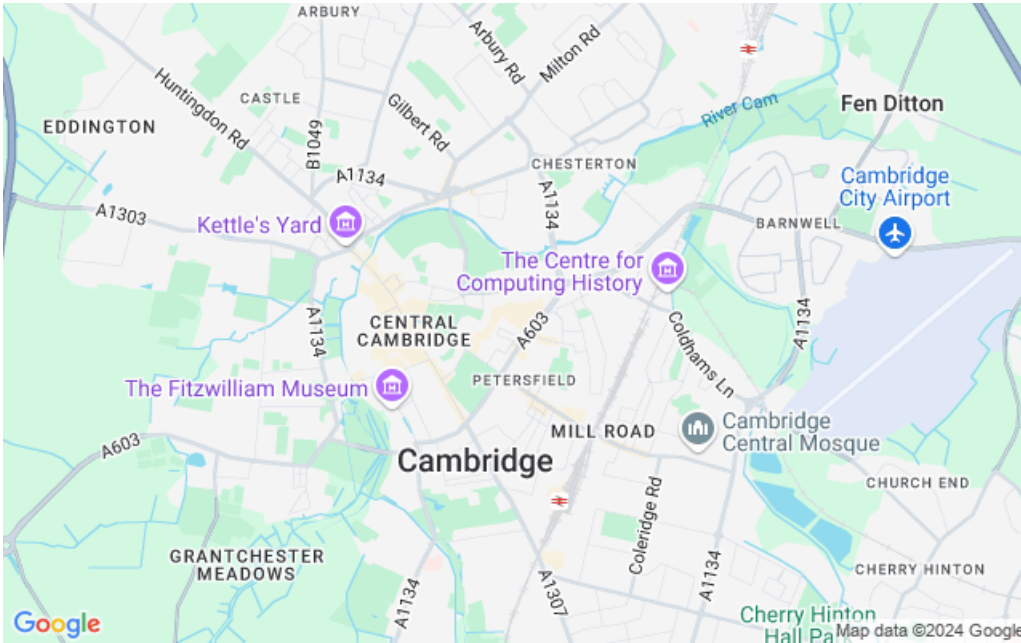 ARBURY
Arbury Rd
Milton Rd
Huntingdon Rd
CASTLE
Gilbert Rd
River Cam
Fen Ditton
EDDINGTON
B1049
A1134
CHESTERTON
Cambridge
City Airport
A1303
Kettle's Yard
A1134
BARNWELL
The Centre for
Computing History
A1134
CENTRAL
CAMBRIDGE
A603
Coldhams Ln
A1134
The Fitzwilliam Museum
PETERSFIELD
A603
MILL ROAD
Cambridge
Central Mosque
Cambridge
Coleridge Rd
CHURCH END
GRANTCHESTER
MEADOWS
A1134
A1307
A1134
CHERRY HINTON
Cherry Hinton
Hall Pa
Google
Map data ©2024 Google